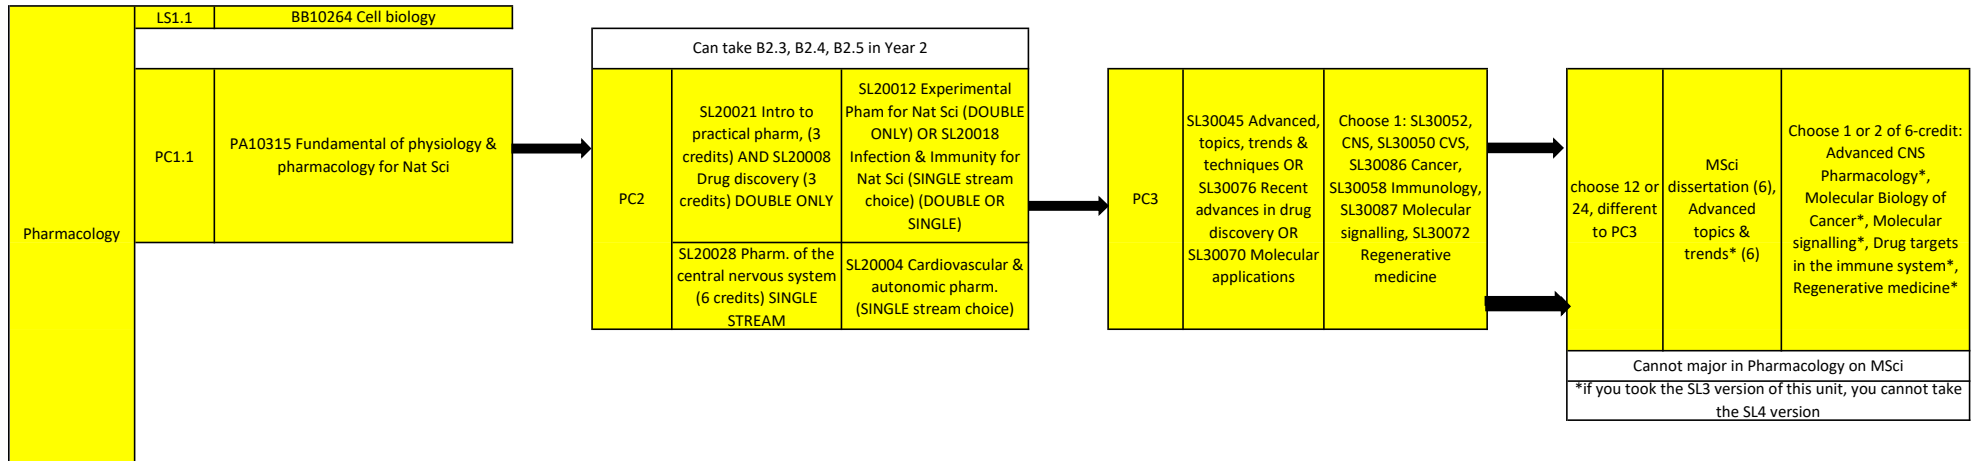 Pharmacology
LS1.1
BB10264 Cell biology
PC1.1
PA10315 Fundamental of physiology &
pharmacology for Nat Sci
Can take B2.3, B2.4, B2.5 in Year 2
PC2
SL20021 Intro to
practical pharm, (3
credits) AND SL20008
Drug discovery (3
credits) DOUBLE ONLY
SL20012 Experimental
Pham for Nat Sci (DOUBLE
ONLY) OR SL20018
Infection & Immunity for
Nat Sci (SINGLE stream
choice) (DOUBLE OR
SINGLE)
SL20028 Pharm. of the
central nervous system
(6 credits) SINGLE
STREAM
SL20004 Cardiovascular &
autonomic pharm.
(SINGLE stream choice)
PC3
SL30045 Advanced,
topics, trends &
techniques OR
SL30076 Recent
advances in drug
discovery OR
SL30070 Molecular
applications
Choose 1: SL30052,
CNS, SL30050 CVS,
SL30086 Cancer,
SL30058 Immunology,
SL30087 Molecular
signalling, SL30072
Regenerative
medicine
choose 12 or
24, different
to PC3
MSci
dissertation (6),
Advanced
topics &
trends* (6)
Choose 1 or 2 of 6-credit:
Advanced CNS
Pharmacology*,
Molecular Biology of
Cancer*, Molecular
signalling*, Drug targets
in the immune system*,
Regenerative medicine*
Cannot major in Pharmacology on MSci
*if you took the SL3 version of this unit, you cannot take
the SL4 version